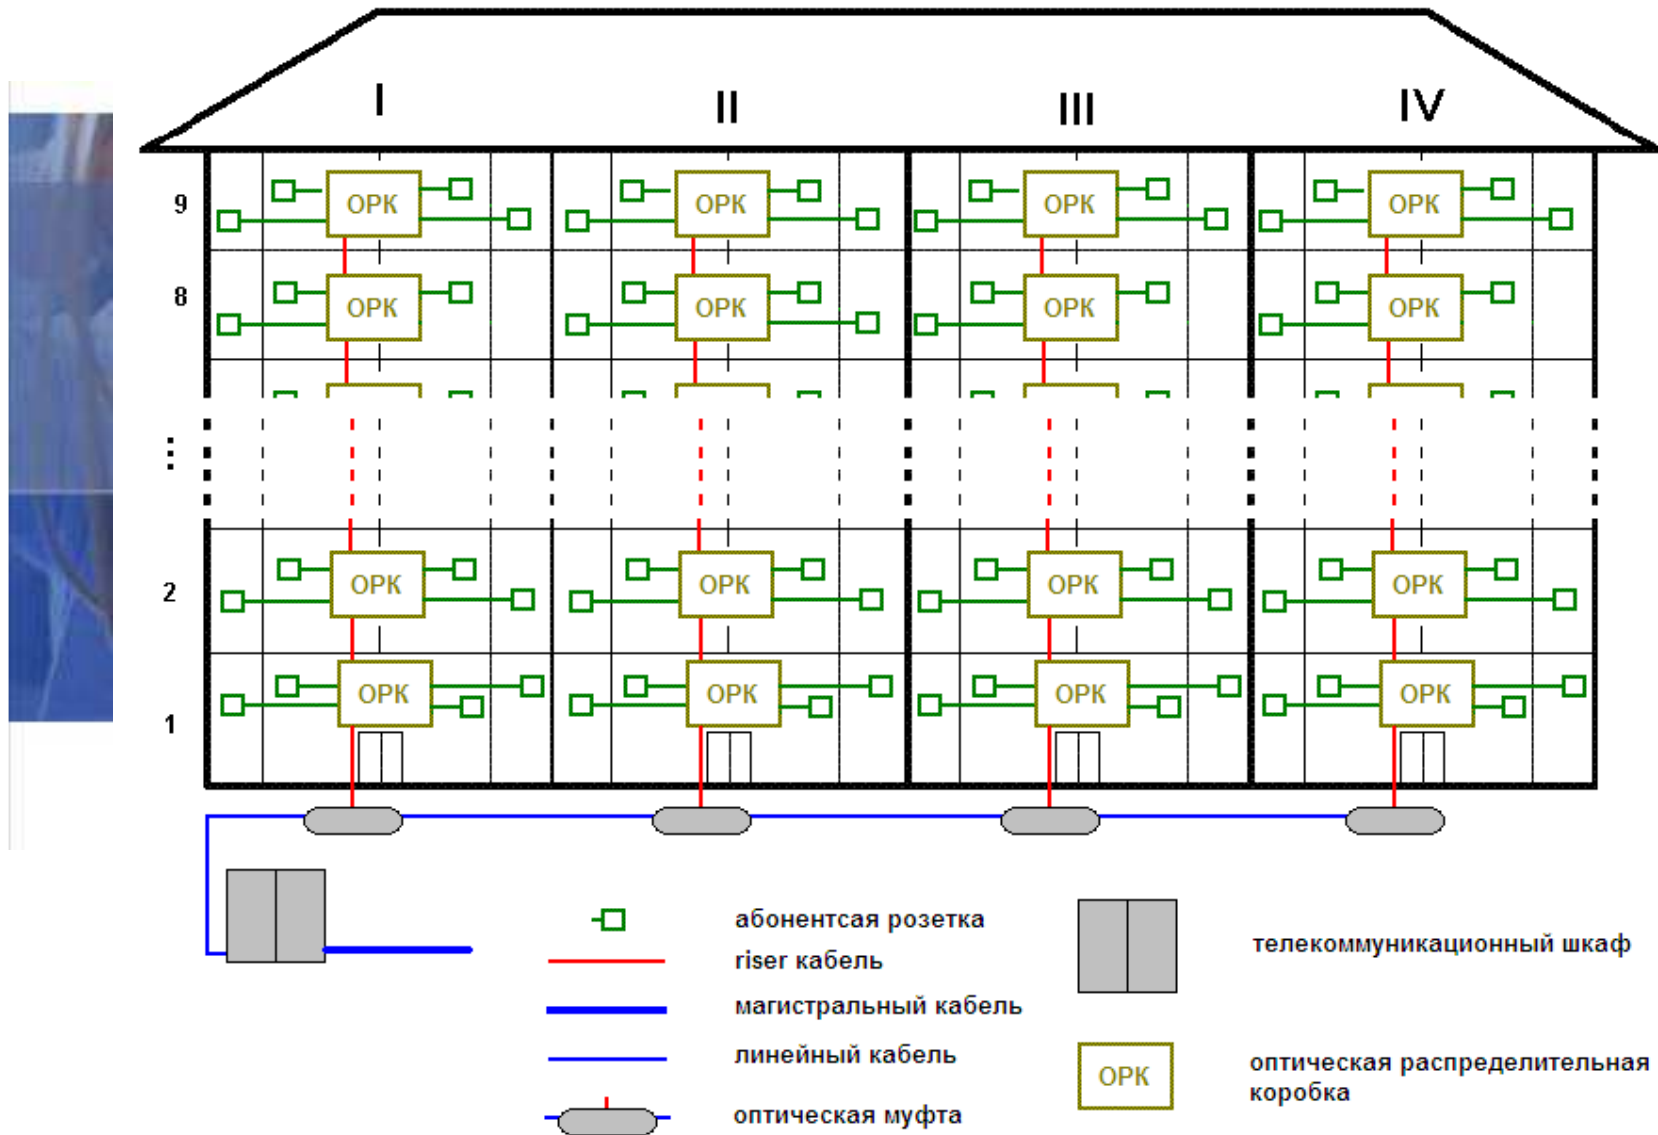 I II III IV
9 ОРК ОРК ОРК ОРК
8 ОРК ОРК ОРК ОРК
...
2 ОРК ОРК ОРК ОРК
1 ОРК ОРК ОРК ОРК
абонентсая розетка
riser кабель
магистральный кабель
линейный кабель
оптическая муфта
телекоммуникационный шкаф
ОРК
оптическая распределительная
коробка